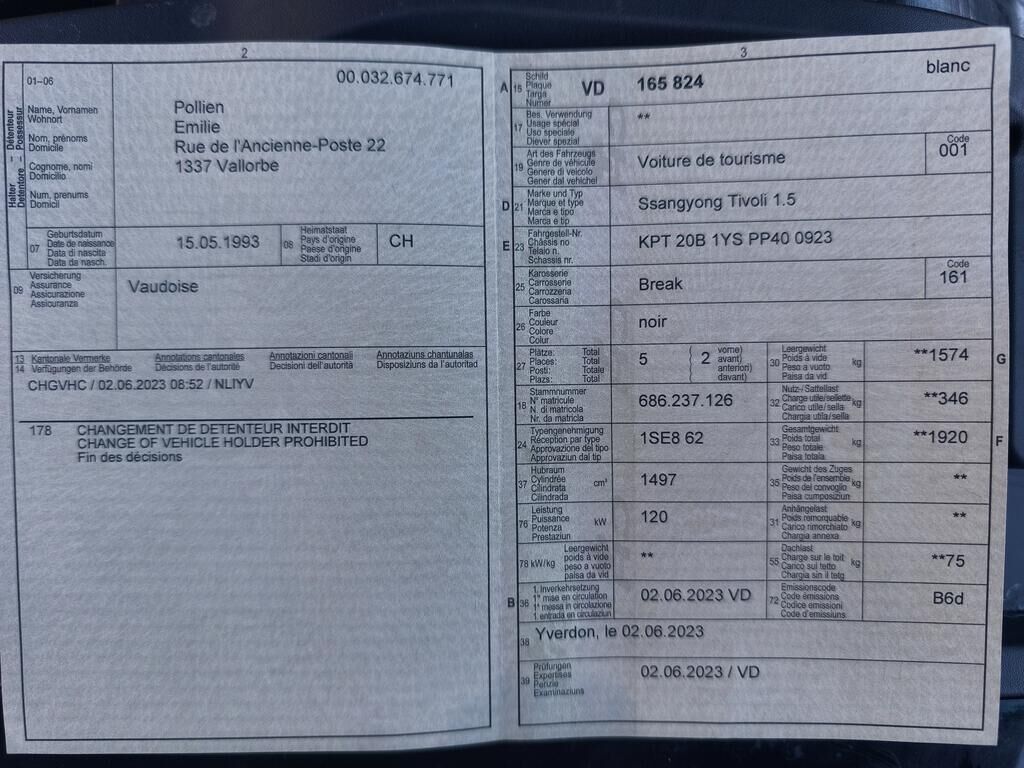 2
01-06
00.032.674.771
Halter – Détenteur
Detentore – Possessur
Name, Vornamen
Wohnort
Nom, prénoms
Domicile
Cognome, nomi
Domicilio
Num, prenums
Domicil
Pollien
Emilie
Rue de l'Ancienne-Poste 22
1337 Vallorbe
07
Geburtsdatum
Date de naissance
Data di nascita
Data da nasch.
15.05.1993
08
Heimatstaat
Pays d'origine
Paese d'origine
Stadi d'origin
CH
09
Versicherung
Assurance
Assicurazione
Assicuranza
Vaudoise
13 Kantonale Vermerke
14 Verfügungen der Behörde
Annotations cantonales
Décisions de l'autorité
Annotazioni cantonali
Decisioni dell'autorità
Annotaziuns chantunalas
Disposiziuns da l'autoritad
CHGVHC / 02.06.2023 08:52 / NLIYV
178 CHANGEMENT DE DETENTEUR INTERDIT
CHANGE OF VEHICLE HOLDER PROHIBITED
Fin des décisions
3
A 15
Schild
Plaque
Targa
Numer
VD 165 824
blanc
17
Bes. Verwendung
Usage spécial
Uso speciale
Diever spezial
**
19
Art des Fahrzeugs
Genre de véhicule
Genere di veicolo
Gener dal vehichel
Voiture de tourisme
Code
001
D 21
Marke und Typ
Marque et type
Marca e tipo
Marca e tip
Ssangyong Tivoli 1.5
E 23
Fahrgestell-Nr.
Châssis no
Telaio n.
Schassis nr.
KPT 20B 1YS PP40 0923
25
Karosserie
Carrosserie
Carrozzeria
Carossaria
Break
Code
161
26
Farbe
Couleur
Colore
Colur
noir
27
Plätze: Total
Places: Total
Posti: Totale
Plazs: Total
5
2
vorne)
avant)
anteriori)
davant)
30
Leergewicht
Poids à vide
Peso a vuoto
Paisa da vid
kg
**1574
G
18
Stammnummer
N° matricule
N. di matricola
Nr. da matricla
686.237.126
32
Nutz-/Sattellast
Charge utile/sellette
Carico utile/sella
Chargia utila/sella
kg
**346
24
Typengenehmigung
Réception par type
Approvazione del tipo
Approvaziun dal tip
1SE8 62
33
Gesamtgewicht
Poids total
Peso totale
Paisa totala
kg
**1920
F
37
Hubraum
Cylindrée
Cilindrata
Cilindrada
cm³
1497
35
Gewicht des Zuges
Poids de l'ensemble
Peso del convoglio
Paisa cumposiziun
kg
**
76
Leistung
Puissance
Potenza
Prestaziun
kW
120
31
Anhängelast
Poids remorquable
Carico rimorchiato
Chargia annexa
kg
**
78 kW/kg
Leergewicht
poids à vide
peso a vuoto
paisa da vid
**
55
Dachlast
Charge sur le toit
Carico sul tetto
Chargia sin il tetg
kg
**75
B 36
1. Inverkehrsetzung
1re mise en circulation
1a messa in circolazione
1. entrada en circulaziun
02.06.2023 VD
72
Emissionscode
Code émissions
Codice emissioni
Code d'emissiuns
B6d
38
Yverdon, le 02.06.2023
39
Prüfungen
Expertises
Perizie
Examinaziuns
02.06.2023 / VD